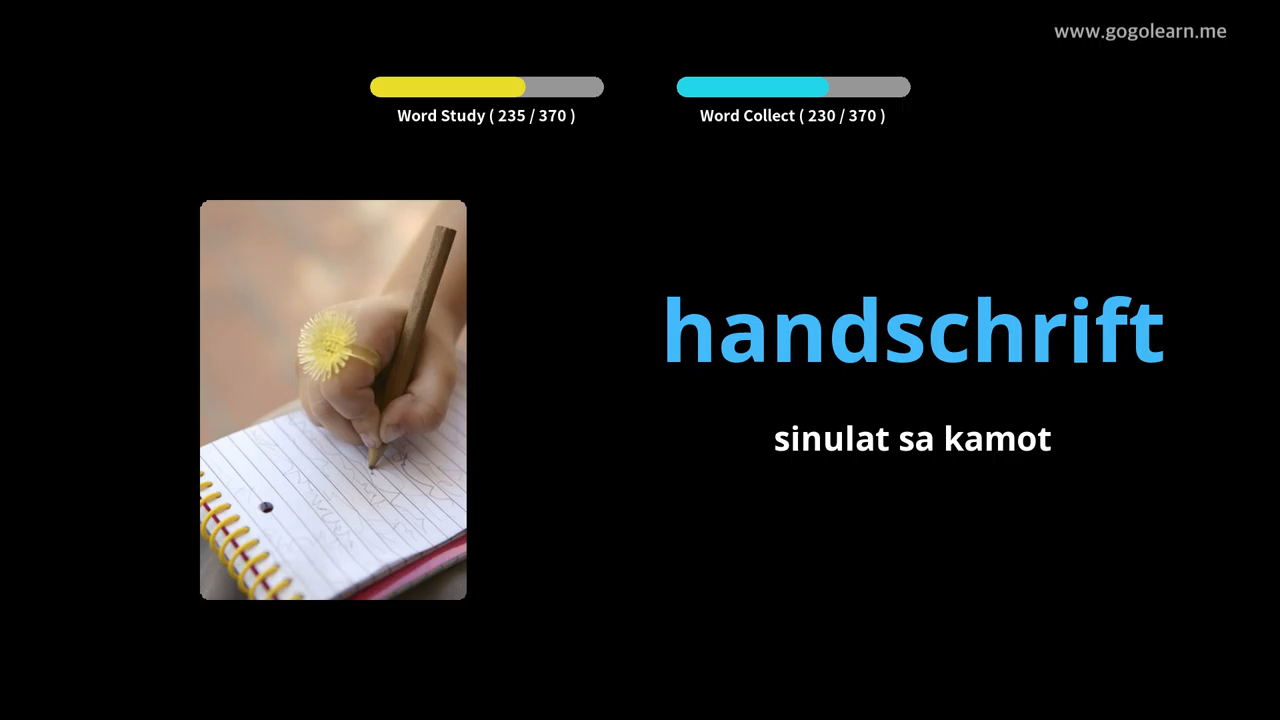 www.gogolearn.me
Word Study ( 235 / 370 )
Word Collect ( 230 / 370 )
handschrift
sinulat sa kamot